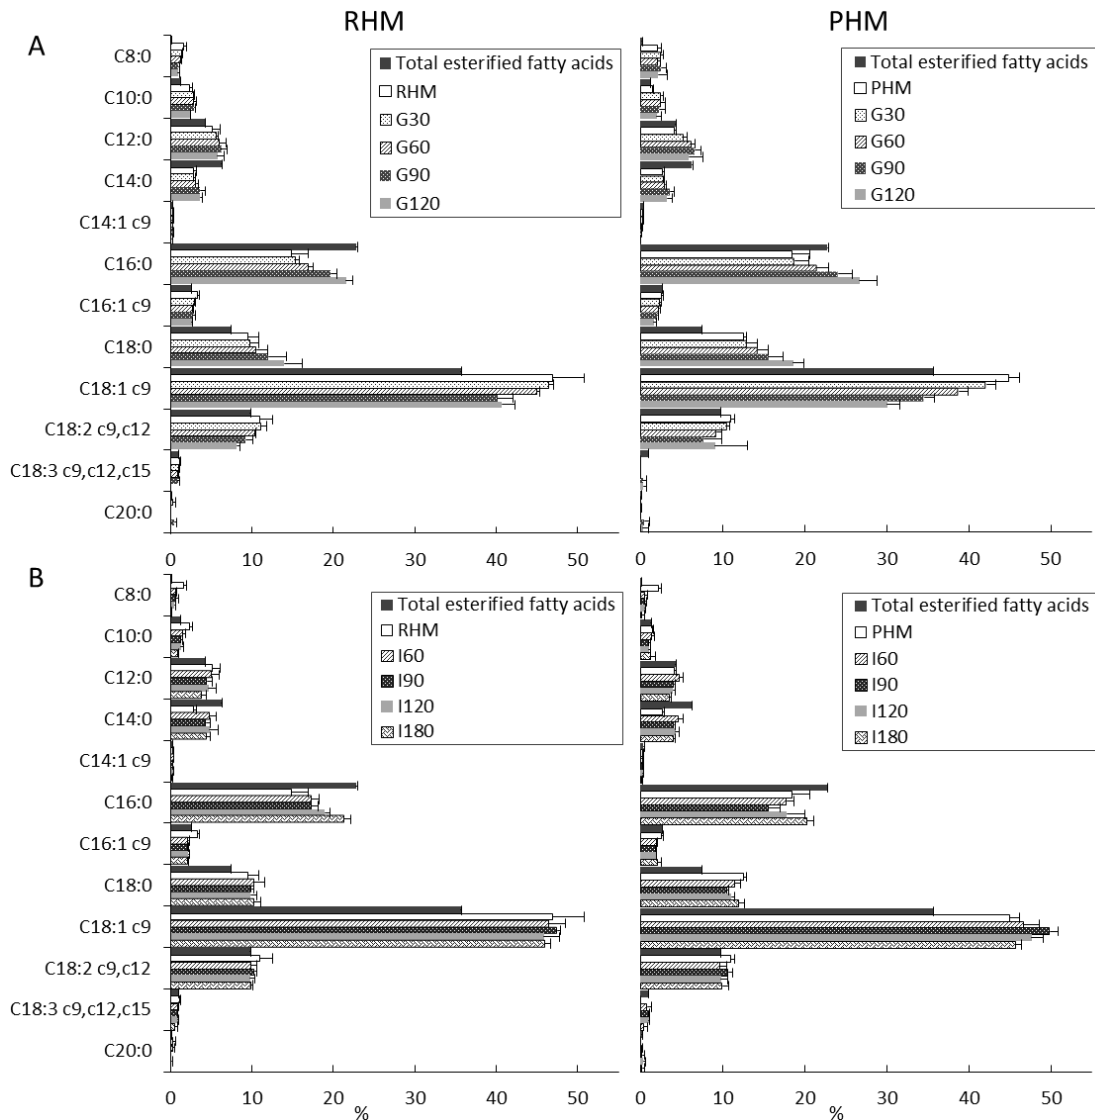 RHM
PHM
A
C8:0
C10:0
C12:0
C14:0
C14:1 c9
C16:0
C16:1 c9
C18:0
C18:1 c9
C18:2 c9,c12
C18:3 c9,c12,c15
C20:0
Total esterified fatty acids
RHM
G30
G60
G90
G120
Total esterified fatty acids
PHM
G30
G60
G90
G120
0 10 20 30 40 50
0 10 20 30 40 50
B
C8:0
C10:0
C12:0
C14:0
C14:1 c9
C16:0
C16:1 c9
C18:0
C18:1 c9
C18:2 c9,c12
C18:3 c9,c12,c15
C20:0
Total esterified fatty acids
RHM
I60
I90
I120
I180
Total esterified fatty acids
PHM
I60
I90
I120
I180
0 10 20 30 40 50
%
0 10 20 30 40 50
%